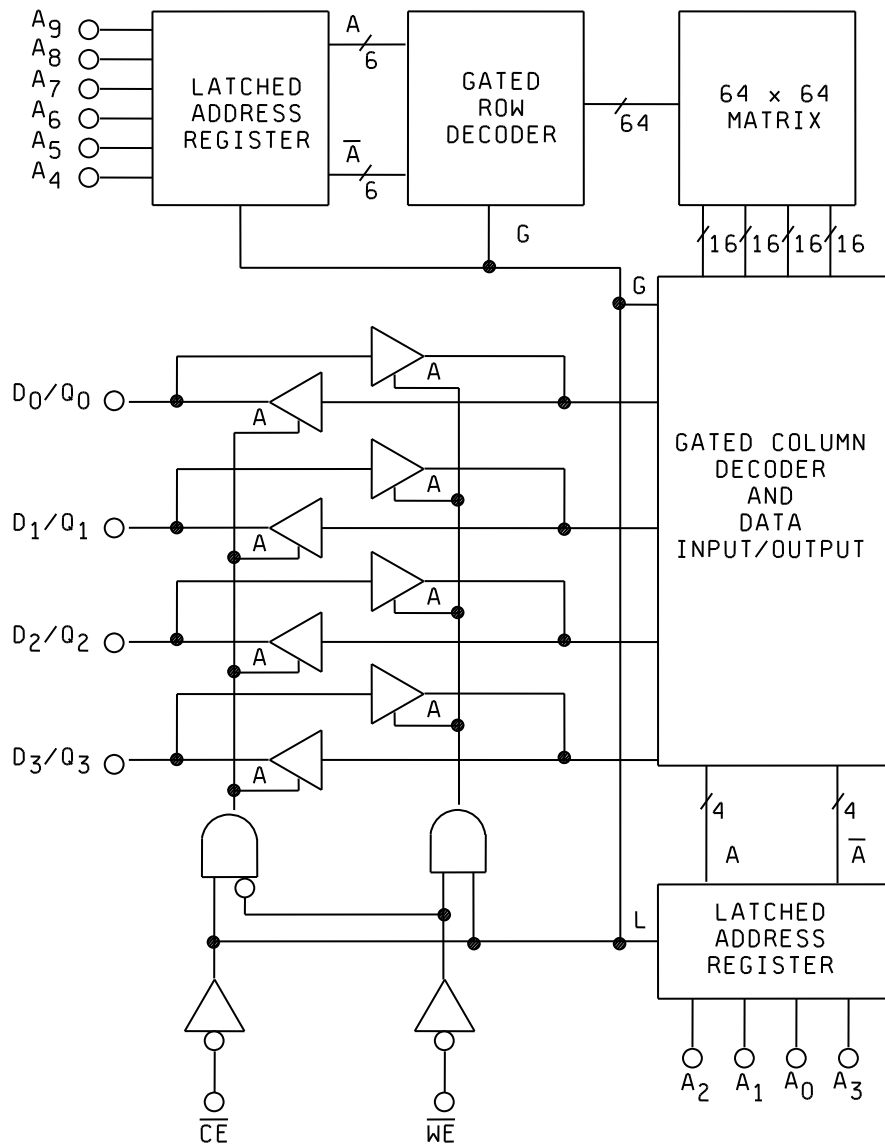 A9
A8
A7
A6
A5
A4
LATCHED
ADDRESS
REGISTER
A
6
A̅
6
GATED
ROW
DECODER
64
64 x 64
MATRIX
G
16
16
16
16
G
D0/Q0
A
A
D1/Q1
A
A
D2/Q2
A
A
D3/Q3
A
A
GATED COLUMN
DECODER
AND
DATA
INPUT/OUTPUT
4
4
A
A̅
L
LATCHED
ADDRESS
REGISTER
A2
A1
A0
A3
C̅E̅
W̅E̅